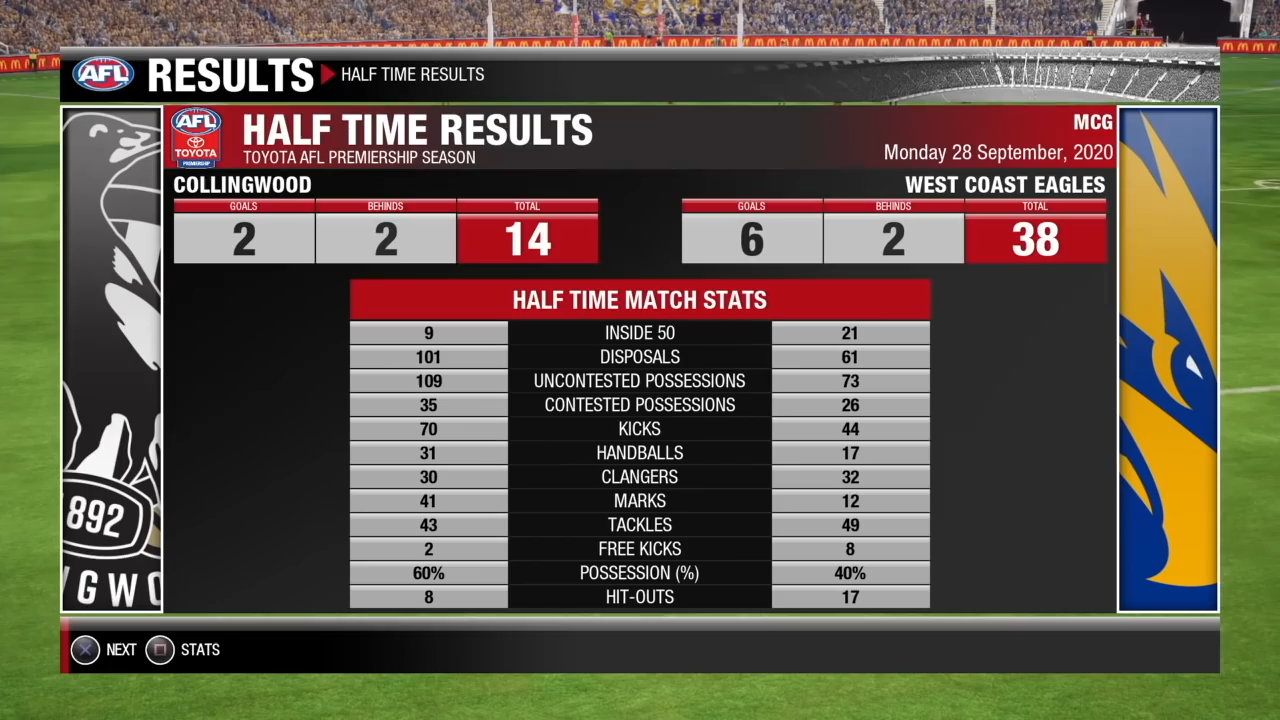 AFL RESULTS HALF TIME RESULTS
AFL
TOYOTA
PREMIERSHIP
HALF TIME RESULTS
TOYOTA AFL PREMIERSHIP SEASON
MCG
Monday 28 September, 2020
COLLINGWOOD WEST COAST EAGLES
GOALS BEHINDS TOTAL GOALS BEHINDS TOTAL
2 2 14 6 2 38
HALF TIME MATCH STATS
9 INSIDE 50 21
101 DISPOSALS 61
109 UNCONTESTED POSSESSIONS 73
35 CONTESTED POSSESSIONS 26
70 KICKS 44
31 HANDBALLS 17
30 CLANGERS 32
41 MARKS 12
43 TACKLES 49
2 FREE KICKS 8
60% POSSESSION (%) 40%
8 HIT-OUTS 17
892
NGWO
NEXT STATS